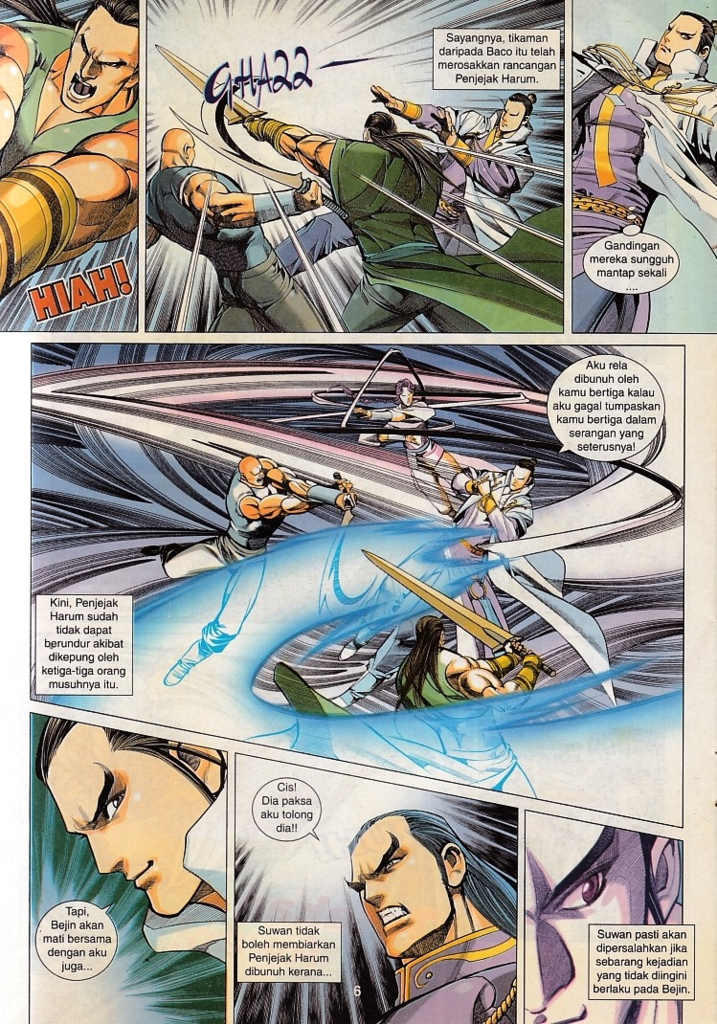 HIAH!
GHAZZ
Sayangnya, tikaman
daripada Baco itu telah
merosakkan rancangan
Penjejak Harum.
Gandingan
mereka sungguh
mantap sekali
....
Aku rela
dibunuh oleh
kamu bertiga kalau
aku gagal tumpaskan
kamu bertiga dalam
serangan yang
seterusnya!
Kini, Penjejak
Harum sudah
tidak dapat
berundur akibat
dikepung oleh
ketiga-tiga orang
musuhnya itu.
Tapi,
Bejin akan
mati bersama
dengan aku
juga...
Cis!
Dia paksa
aku tolong
dia!!
Suwan tidak
boleh membiarkan
Penjejak Harum
dibunuh kerana...
Suwan pasti akan
dipersalahkan jika
sebarang kejadian
yang tidak diingini
berlaku pada Bejin.
6